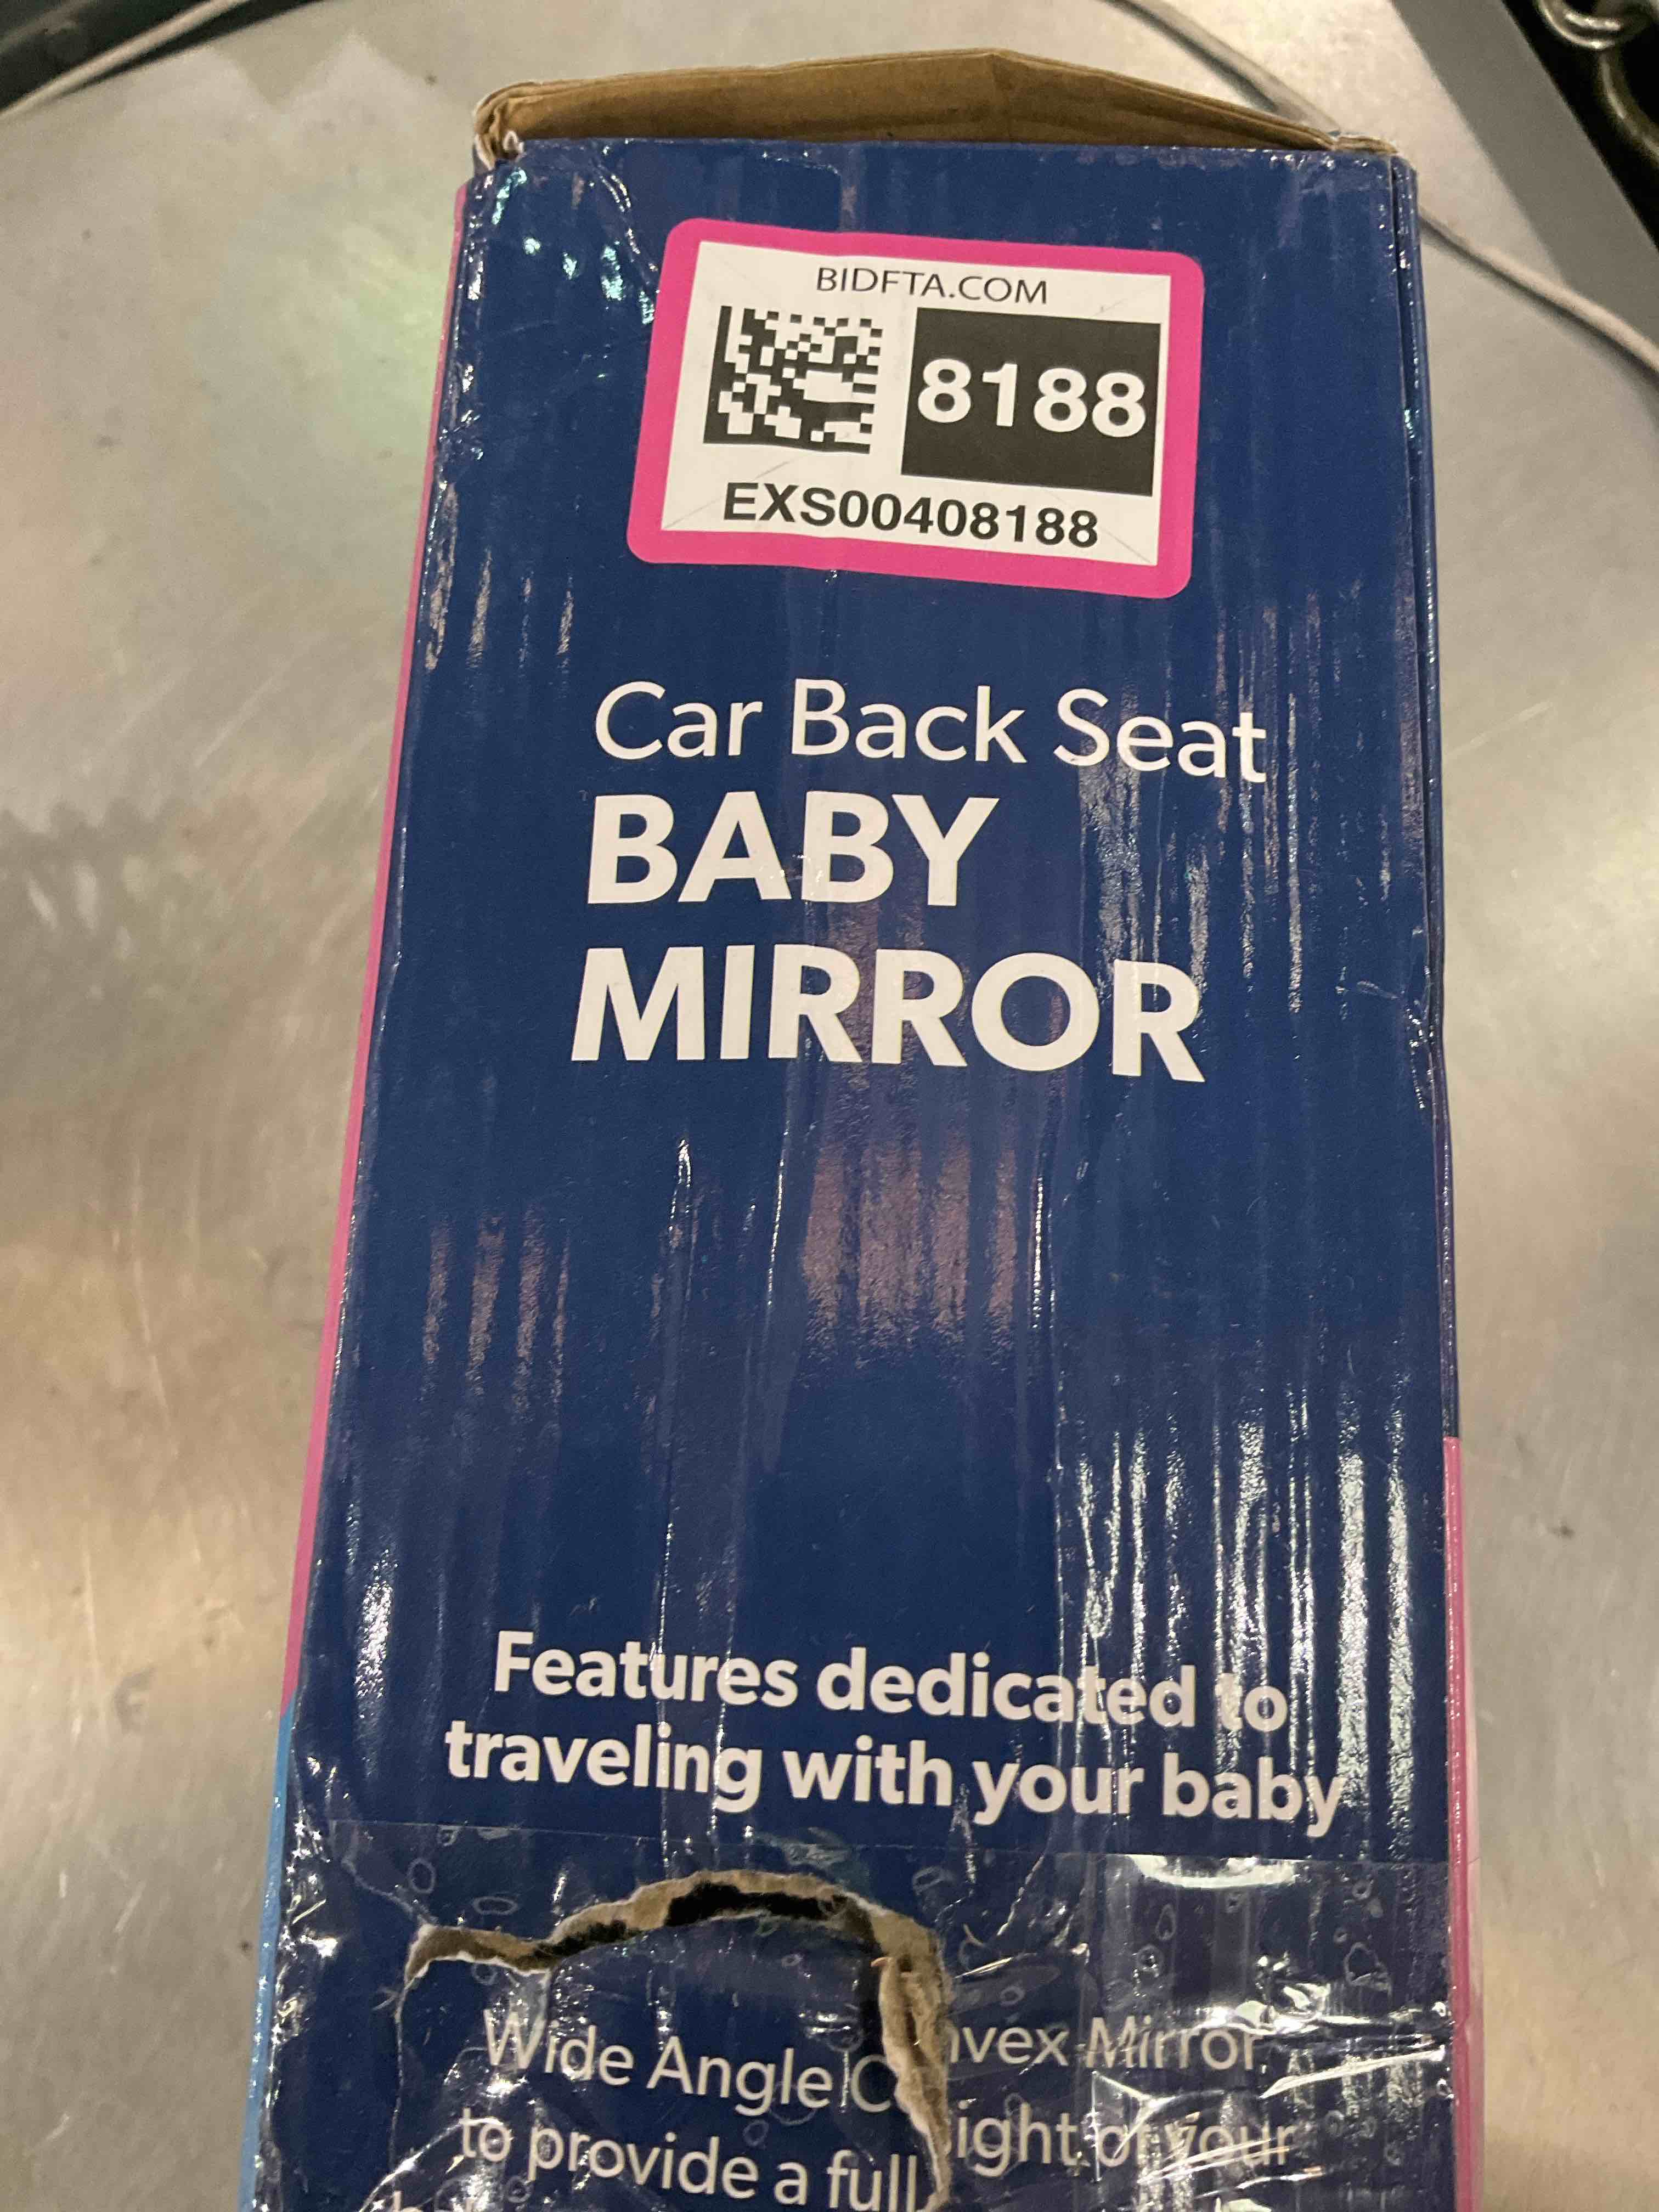 BIDFTA.COM
8188
EXS00408188
Car Back Seat
BABY
MIRROR
Features dedicated to
traveling with your baby
Wide Angle C nvex Mirror,
to provide a full ight of your